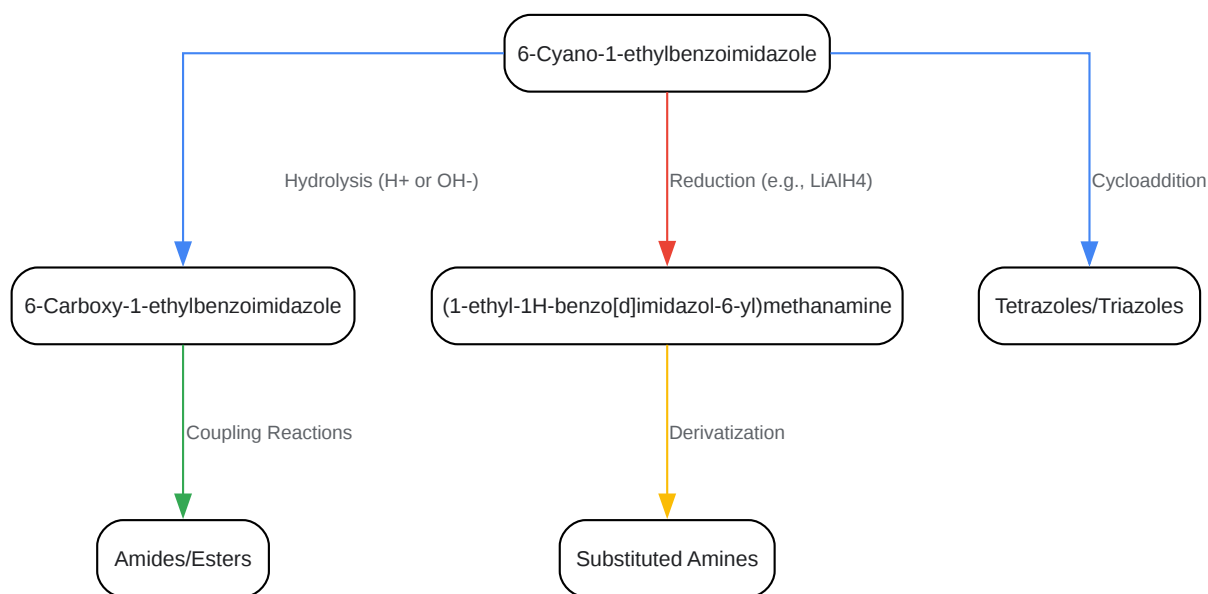 6-Cyano-1-ethylbenzoimidazole
Hydrolysis (H+ or OH-)
Reduction (e.g., LiAlH4)
Cycloaddition
6-Carboxy-1-ethylbenzoimidazole
(1-ethyl-1H-benzo[d]imidazol-6-yl)methanamine
Tetrazoles/Triazoles
Coupling Reactions
Derivatization
Amides/Esters
Substituted Amines